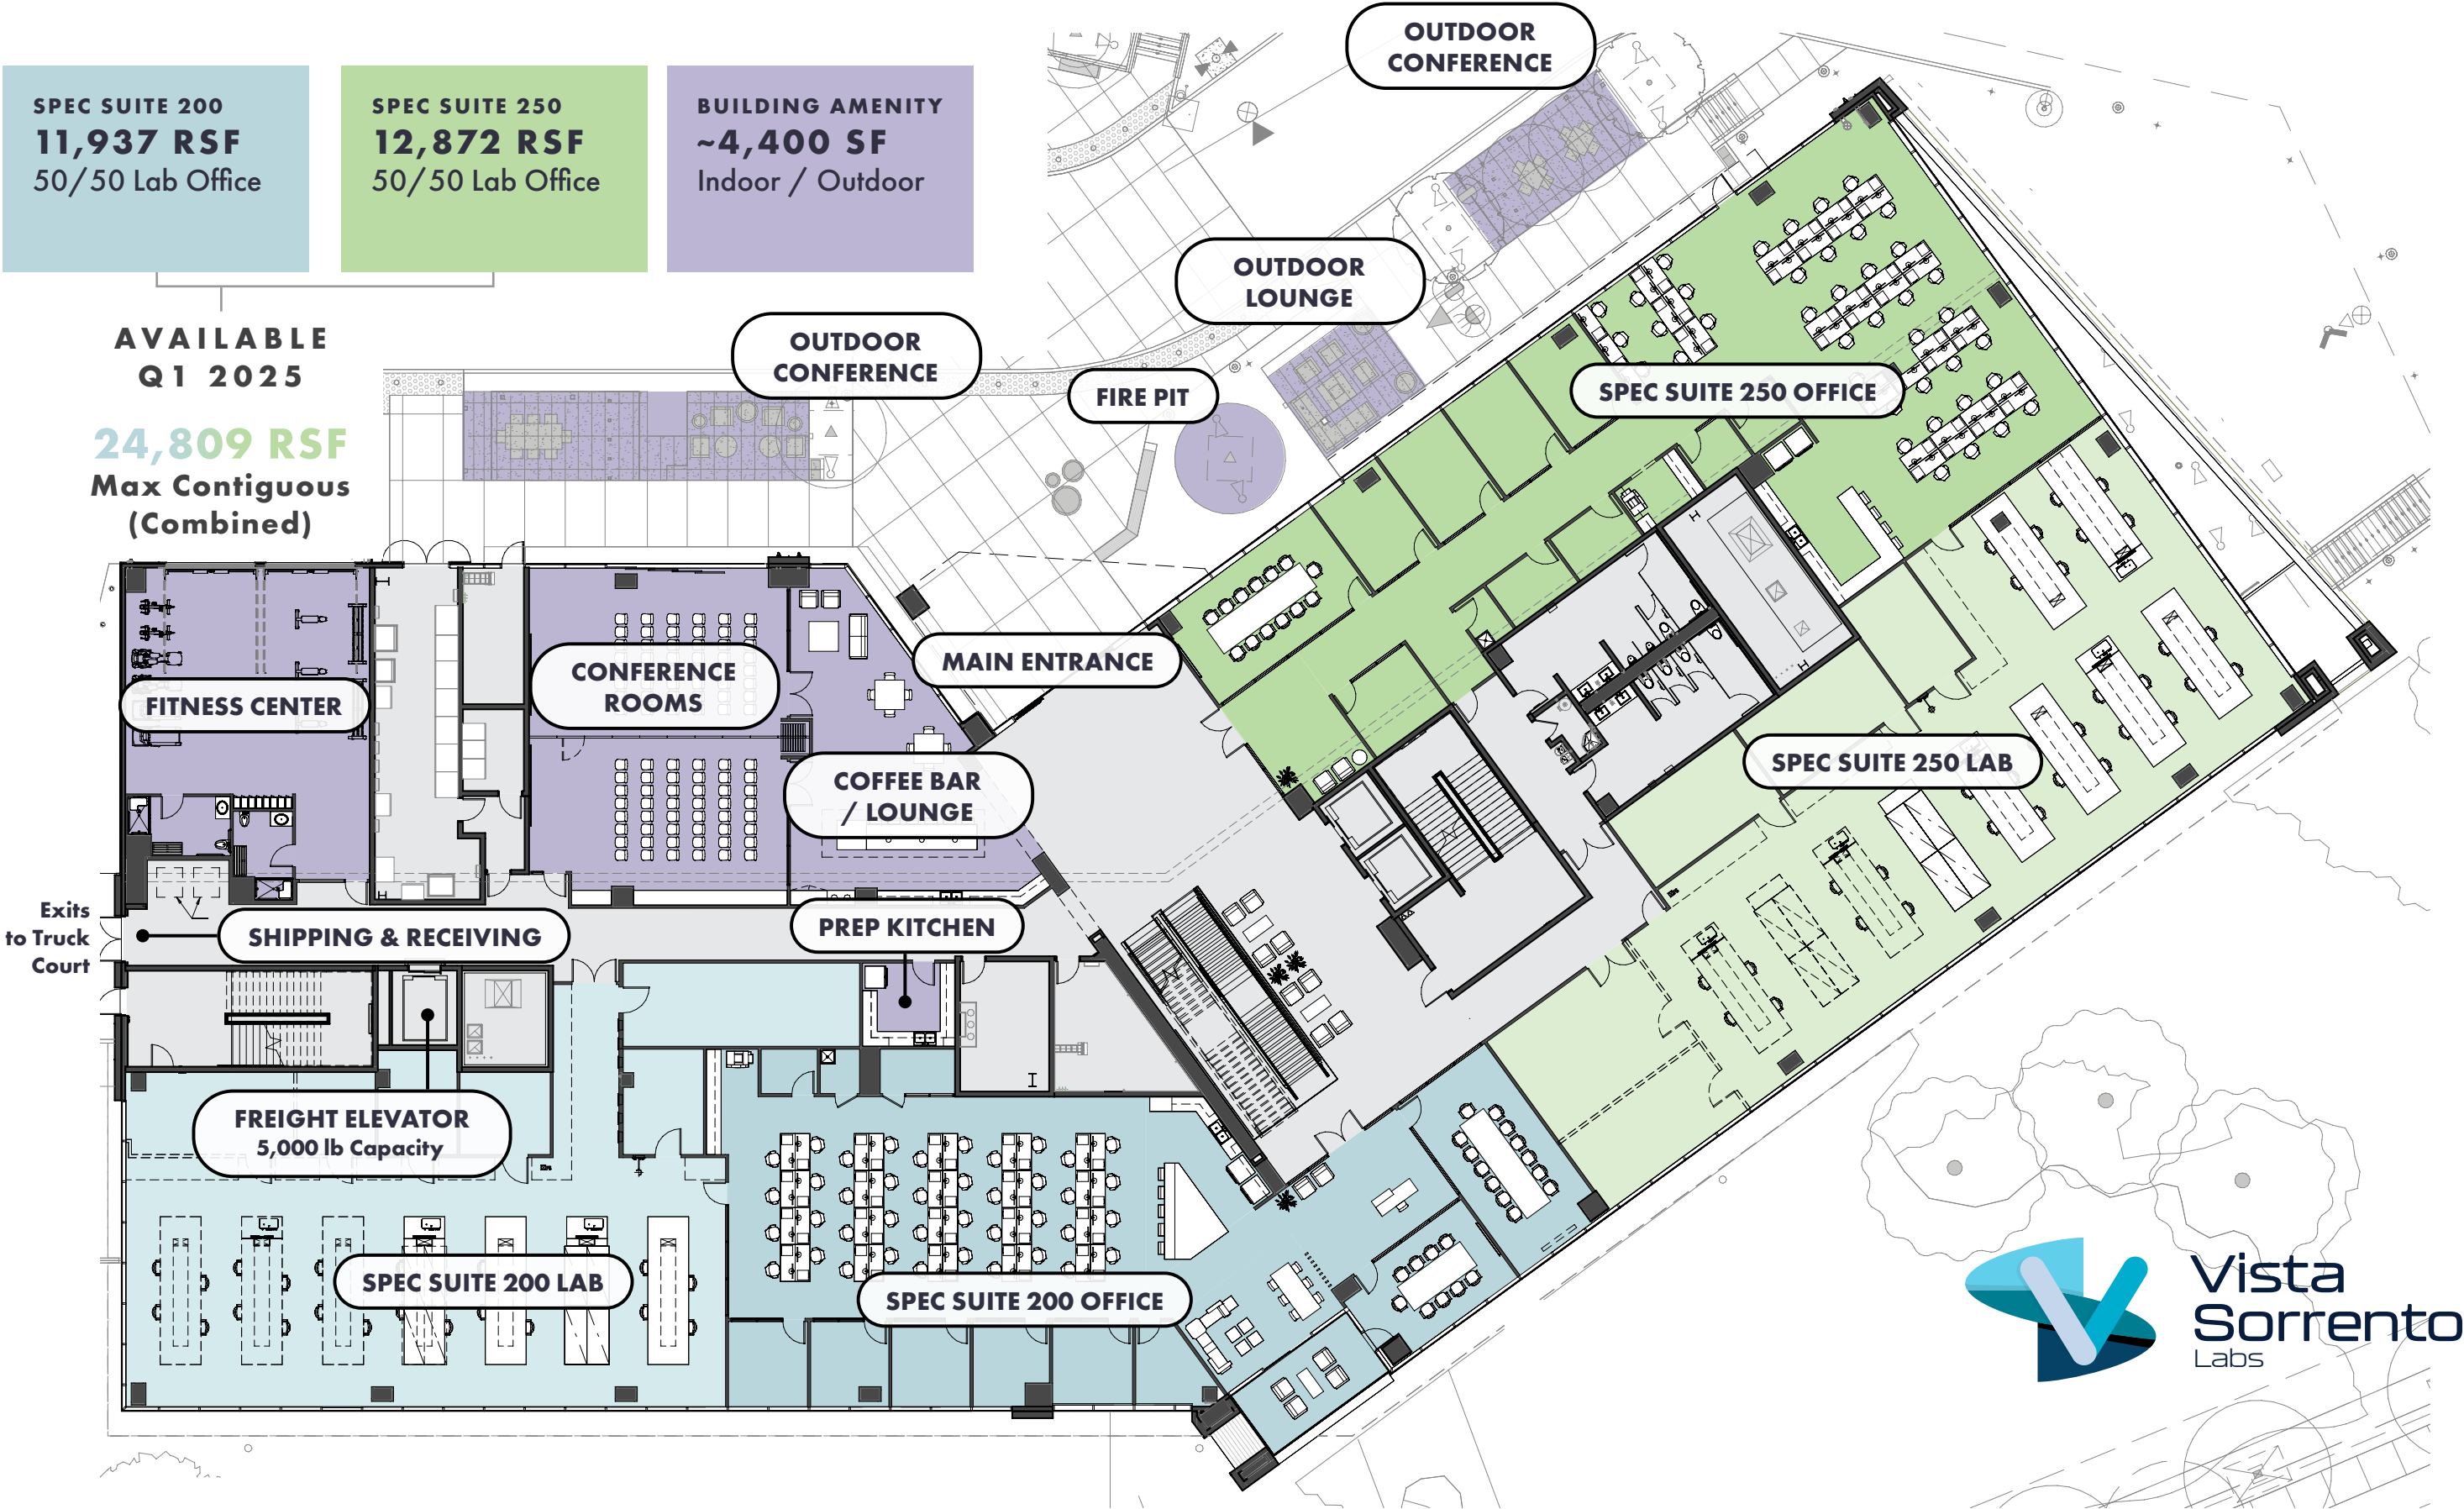 SPEC SUITE 200
11,937 RSF
50/50 Lab Office
SPEC SUITE 250
12,872 RSF
50/50 Lab Office
BUILDING AMENITY
~4,400 SF
Indoor / Outdoor
AVAILABLE
Q1 2025
24,809 RSF
Max Contiguous
(Combined)
OUTDOOR
CONFERENCE
OUTDOOR
LOUNGE
OUTDOOR
CONFERENCE
FIRE PIT
SPEC SUITE 250 OFFICE
MAIN ENTRANCE
CONFERENCE
ROOMS
FITNESS CENTER
COFFEE BAR
/ LOUNGE
SPEC SUITE 250 LAB
Exits
to Truck
Court
SHIPPING & RECEIVING
PREP KITCHEN
FREIGHT ELEVATOR
5,000 lb Capacity
SPEC SUITE 200 LAB
SPEC SUITE 200 OFFICE
Vista
Sorrento
Labs